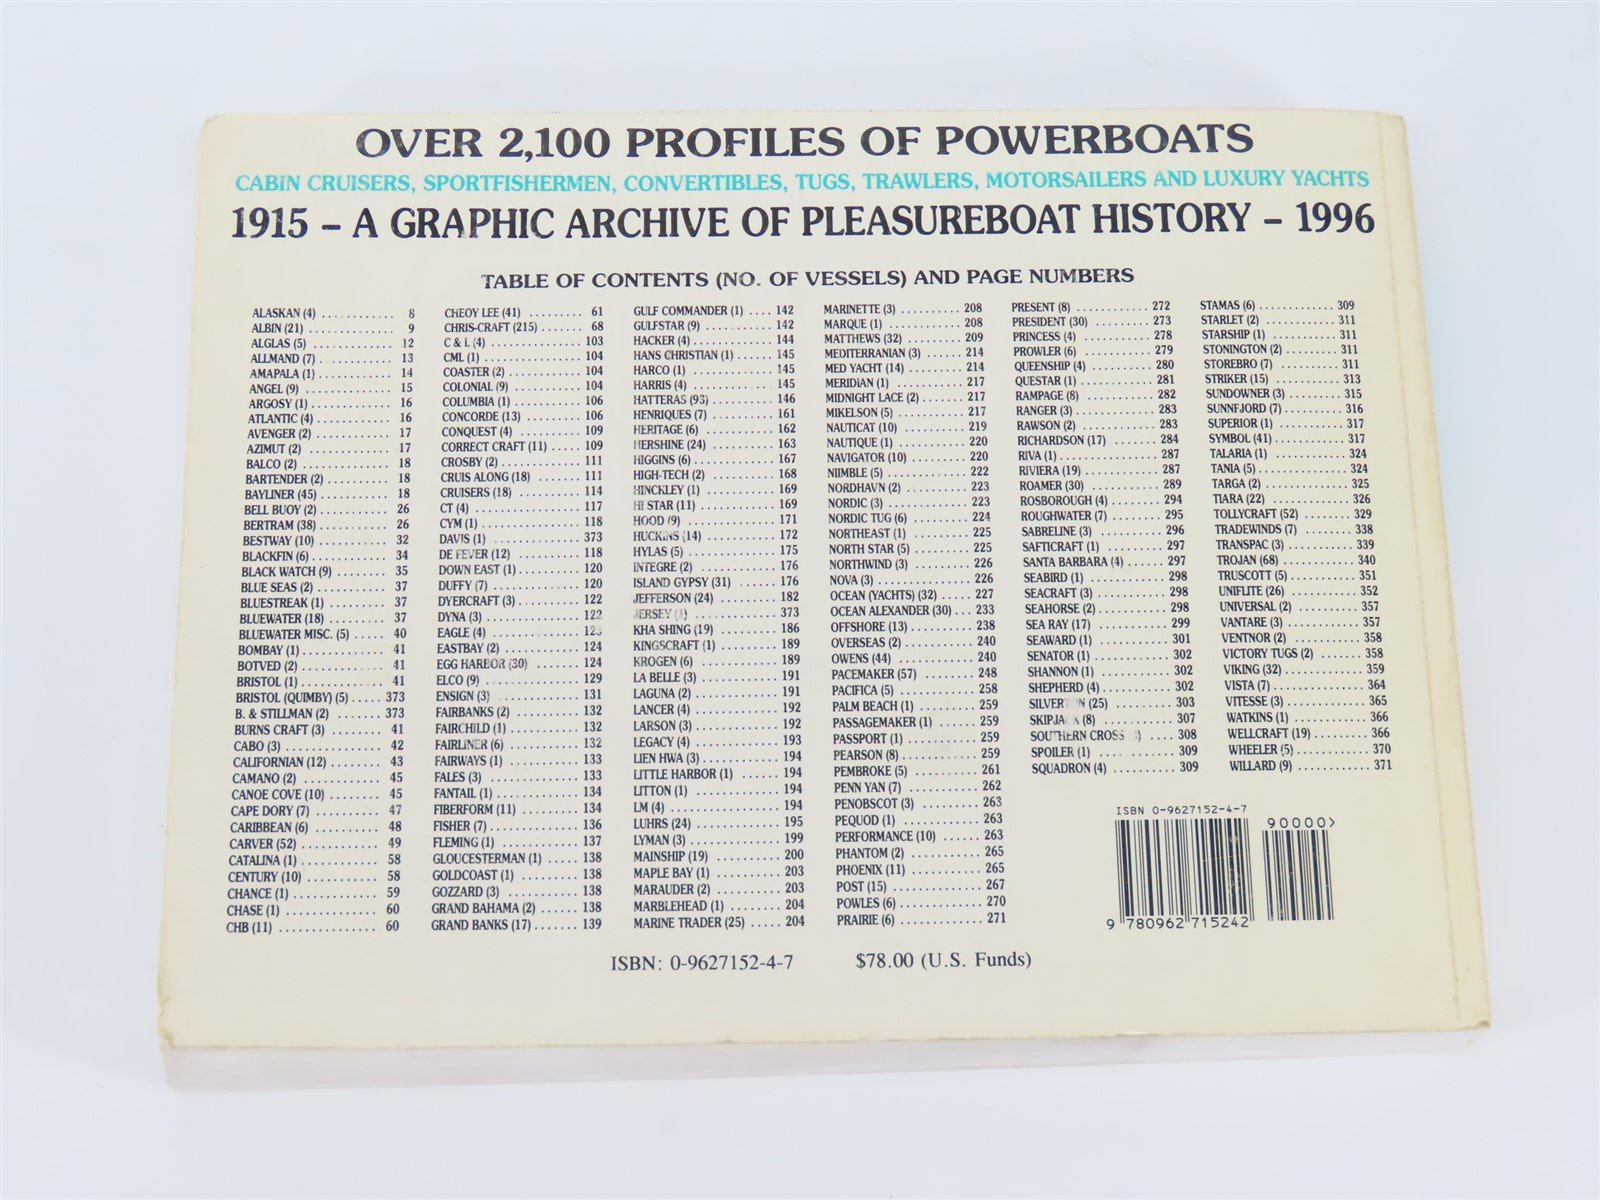 OVER 2,100 PROFILES OF POWERBOATS
CABIN CRUISERS, SPORTFISHERMEN, CONVERTIBLES, TUGS, TRAWLERS, MOTORSAILERS AND LUXURY YACHTS
1915 – A GRAPHIC ARCHIVE OF PLEASUREBOAT HISTORY – 1996
TABLE OF CONTENTS (NO. OF VESSELS) AND PAGE NUMBERS
ALASKAN (4) ............ 8
ALBIN (21) ............ 9
ALGLAS (5) ............ 12
ALLMAND (7) ............ 13
AMAPALA (1) ............ 14
ANGEL (9) ............ 15
ARGOSY (1) ............ 16
ATLANTIC (4) ............ 16
AVENGER (2) ............ 17
AZIMUT (2) ............ 17
BALCO (2) ............ 18
BARTENDER (2) ............ 18
BAYLINER (45) ............ 18
BELL BUOY (2) ............ 26
BERTRAM (38) ............ 26
BESTWAY (10) ............ 32
BLACKFIN (6) ............ 34
BLACK WATCH (9) ........ 35
BLUE SEAS (2) ............ 37
BLUESTREAK (1) .......... 37
BLUEWATER (18) .......... 37
BLUEWATER MISC. (5) ..... 40
BOMBAY (1) ............ 41
BOTVED (2) ............ 41
BRISTOL (1) ............ 41
BRISTOL (QUIMBY) (5) ..... 373
B. & STILLMAN (2) ....... 373
BURNS CRAFT (3) ......... 41
CABO (3) ............ 42
CALIFORNIAN (12) ........ 43
CAMANO (2) ............ 45
CANOE COVE (10) ........ 45
CAPE DORY (7) .......... 47
CARIBBEAN (6) .......... 48
CARVER (52) ............ 49
CATALINA (1) ............ 58
CENTURY (10) ............ 58
CHANCE (1) ............ 59
CHASE (1) ............ 60
CHB (11) ............ 60
CHEOY LEE (41) ......... 61
CHRIS-CRAFT (215) ....... 68
C & L (4) ............ 103
CML (1) ............ 104
COASTER (2) ............ 104
COLONIAL (9) ............ 104
COLUMBIA (1) ............ 106
CONCORDE (13) .......... 106
CONQUEST (4) .......... 109
CORRECT CRAFT (11) ..... 109
CROSBY (2) ............ 111
CRUIS ALONG (18) ....... 111
CRUISERS (18) .......... 114
CT (4) ............ 117
CYM (1) ............ 118
DAVIS (1) ............ 373
DE FEVER (12) .......... 118
DOWN EAST (1) .......... 120
DUFFY (7) ............ 120
DYERCRAFT (3) .......... 122
DYNA (3) ............ 122
EAGLE (4) ............ 123
EASTBAY (2) ............ 124
EGG HARBOR (30) ....... 124
ELCO (9) ............ 129
ENSIGN (3) ............ 131
FAIRBANKS (2) .......... 132
FAIRCHILD (1) .......... 132
FAIRLINER (6) .......... 132
FAIRWAYS (1) .......... 133
FALES (3) ............ 133
FANTAIL (1) ............ 134
FIBERFORM (11) ......... 134
FISHER (7) ............ 136
FLEMING (1) ............ 137
GLOUCESTERMAN (1) ..... 138
GOLDCOAST (1) ......... 138
GOZZARD (3) ........... 138
GRAND BAHAMA (2) ...... 138
GRAND BANKS (17) ....... 139
GULF COMMANDER (1) .... 142
GULFSTAR (9) .......... 142
HACKER (4) ............ 144
HANS CHRISTIAN (1) ..... 145
HARCO (1) ............ 145
HARRIS (4) ............ 145
HATTERAS (93) .......... 146
HENRIQUES (7) .......... 161
HERITAGE (6) .......... 162
HERSHINE (24) .......... 163
HIGGINS (6) ............ 167
HIGH-TECH (2) .......... 168
HINCKLEY (1) .......... 169
HI STAR (11) ............ 169
HOOD (9) ............ 171
HUCKINS (14) .......... 172
HYLAS (5) ............ 175
INTEGRE (2) ............ 176
ISLAND GYPSY (31) ...... 176
JEFFERSON (24) ......... 182
JERSEY ............ 373
KHA SHING (19) ......... 186
KINGSCRAFT (1) ......... 189
KROGEN (6) ............ 189
LA BELLE (3) ............ 191
LAGUNA (2) ............ 191
LANCER (4) ............ 192
LARSON (3) ............ 192
LEGACY (4) ............ 193
LIEN HWA (3) .......... 194
LITTLE HARBOR (1) ...... 194
LITTON (1) ............ 194
LM (4) ............ 194
LUHRS (24) ............ 195
LYMAN (3) ............ 199
MAINSHIP (19) .......... 200
MAPLE BAY (1) .......... 203
MARAUDER (2) .......... 203
MARBLEHEAD (1) ........ 204
MARINE TRADER (25) ..... 204
MARINETTE (3) .......... 208
MARQUE (1) ............ 208
MATTHEWS (32) ......... 209
MEDITERRANIAN (3) ...... 214
MED YACHT (14) ......... 214
MERIDIAN (1) .......... 217
MIDNIGHT LACE (2) ...... 217
MIKELSON (5) .......... 217
NAUTICAT (10) .......... 219
NAUTIQUE (1) .......... 220
NAVIGATOR (10) ......... 220
NIIMBLE (5) ............ 222
NORDHAVN (2) .......... 223
NORDIC (3) ............ 223
NORDIC TUG (6) ......... 224
NORTHEAST (1) .......... 225
NORTH STAR (5) ......... 225
NORTHWIND (3) ......... 226
NOVA (3) ............ 226
OCEAN (YACHTS) (32) ..... 227
OCEAN ALEXANDER (30) ... 233
OFFSHORE (13) .......... 238
OVERSEAS (2) .......... 240
OWENS (44) ............ 240
PACEMAKER (57) ......... 248
PACIFICA (5) ............ 258
PALM BEACH (1) ......... 259
PASSAGEMAKER (1) ...... 259
PASSPORT (1) .......... 259
PEARSON (8) ............ 259
PEMBROKE (5) .......... 261
PENN YAN (7) .......... 262
PENOBSCOT (3) ......... 263
PEQUOD (1) ............ 263
PERFORMANCE (10) ...... 263
PHANTOM (2) .......... 265
PHOENIX (11) .......... 265
POST (15) ............ 267
POWLES (6) ............ 270
PRAIRIE (6) ............ 271
PRESENT (8) ............ 272
PRESIDENT (30) ......... 273
PRINCESS (4) .......... 278
PROWLER (6) .......... 279
QUEENSHIP (4) .......... 280
QUESTAR (1) .......... 281
RAMPAGE (8) .......... 282
RANGER (3) ............ 283
RAWSON (2) ............ 283
RICHARDSON (17) ....... 284
RIVA (1) ............ 287
RIVIERA (19) .......... 287
ROAMER (30) .......... 289
ROSBOROUGH (4) ........ 294
ROUGHWATER (7) ....... 295
SABRELINE (3) .......... 296
SAFTICRAFT (1) ......... 297
SANTA BARBARA (4) ...... 297
SEABIRD (1) ............ 298
SEACRAFT (3) .......... 298
SEAHORSE (2) .......... 298
SEA RAY (17) .......... 299
SEAWARD (1) .......... 301
SENATOR (1) .......... 302
SHANNON (1) .......... 302
SHEPHERD (4) .......... 302
SILVERTON (25) ......... 303
SKIPJACK (8) .......... 307
SOUTHERN CROSS .... 308
SPOILER (1) ............ 309
SQUADRON (4) .......... 309
STAMAS (6) ............ 309
STARLET (2) ............ 311
STARSHIP (1) .......... 311
STONINGTON (2) ........ 311
STOREBRO (7) .......... 311
STRIKER (15) .......... 313
SUNDOWNER (3) ......... 315
SUNNFJORD (7) ......... 316
SUPERIOR (1) .......... 317
SYMBOL (41) .......... 317
TALARIA (1) ............ 324
TANIA (5) ............ 324
TARGA (2) ............ 325
TIARA (22) ............ 326
TOLLYCRAFT (52) ........ 329
TRADEWINDS (7) ........ 338
TRANSPAC (3) .......... 339
TROJAN (68) ............ 340
TRUSCOTT (5) .......... 351
UNIFLITE (26) .......... 352
UNIVERSAL (2) ......... 357
VANTARE (3) .......... 357
VENTNOR (2) .......... 358
VICTORY TUGS (2) ....... 358
VIKING (32) ............ 359
VISTA (7) ............ 364
VITESSE (3) ............ 365
WATKINS (1) .......... 366
WELLCRAFT (19) ........ 366
WHEELER (5) .......... 370
WILLARD (9) .......... 371
ISBN 0-9627152-4-7
90000>
9 780962 715242
ISBN: 0-9627152-4-7 $78.00 (U.S. Funds)